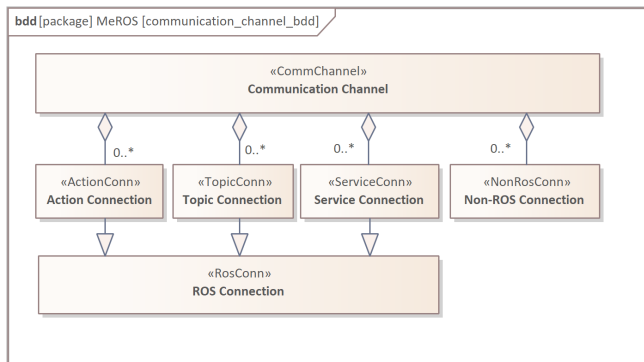 bdd [package] MeROS [communication_channel_bdd]
«CommChannel»
Communication Channel
0..*
0..*
0..*
0..*
«ActionConn»
Action Connection
«TopicConn»
Topic Connection
«ServiceConn»
Service Connection
«NonRosConn»
Non-ROS Connection
«RosConn»
ROS Connection